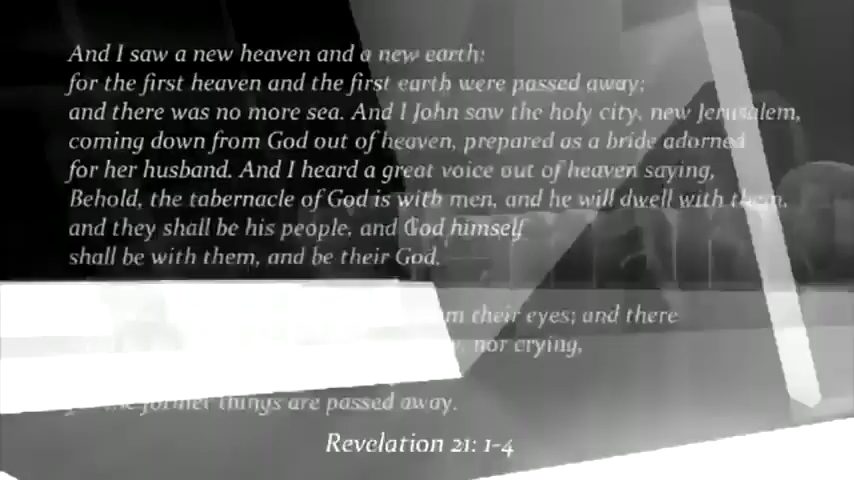 And I saw a new heaven and a new earth:
for the first heaven and the first earth were passed away;
and there was no more sea. And I John saw the holy city, new Jerusalem,
coming down from God out of heaven, prepared as a bride adorned
for her husband. And I heard a great voice out of heaven saying,
Behold, the tabernacle of God is with men, and he will dwell with them,
and they shall be his people, and God himself
shall be with them, and be their God.
their eyes; and there
nor crying,
former things are passed away.
Revelation 21: 1-4